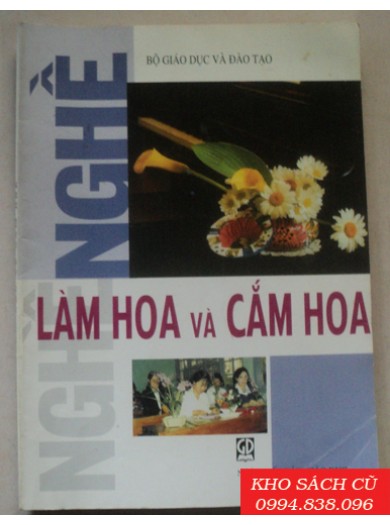 BỘ GIÁO DỤC VÀ ĐÀO TẠO
NGHỀ
NGHỀ
LÀM HOA VÀ CẮM HOA
GD
KHO SÁCH CŨ
0994.838.096